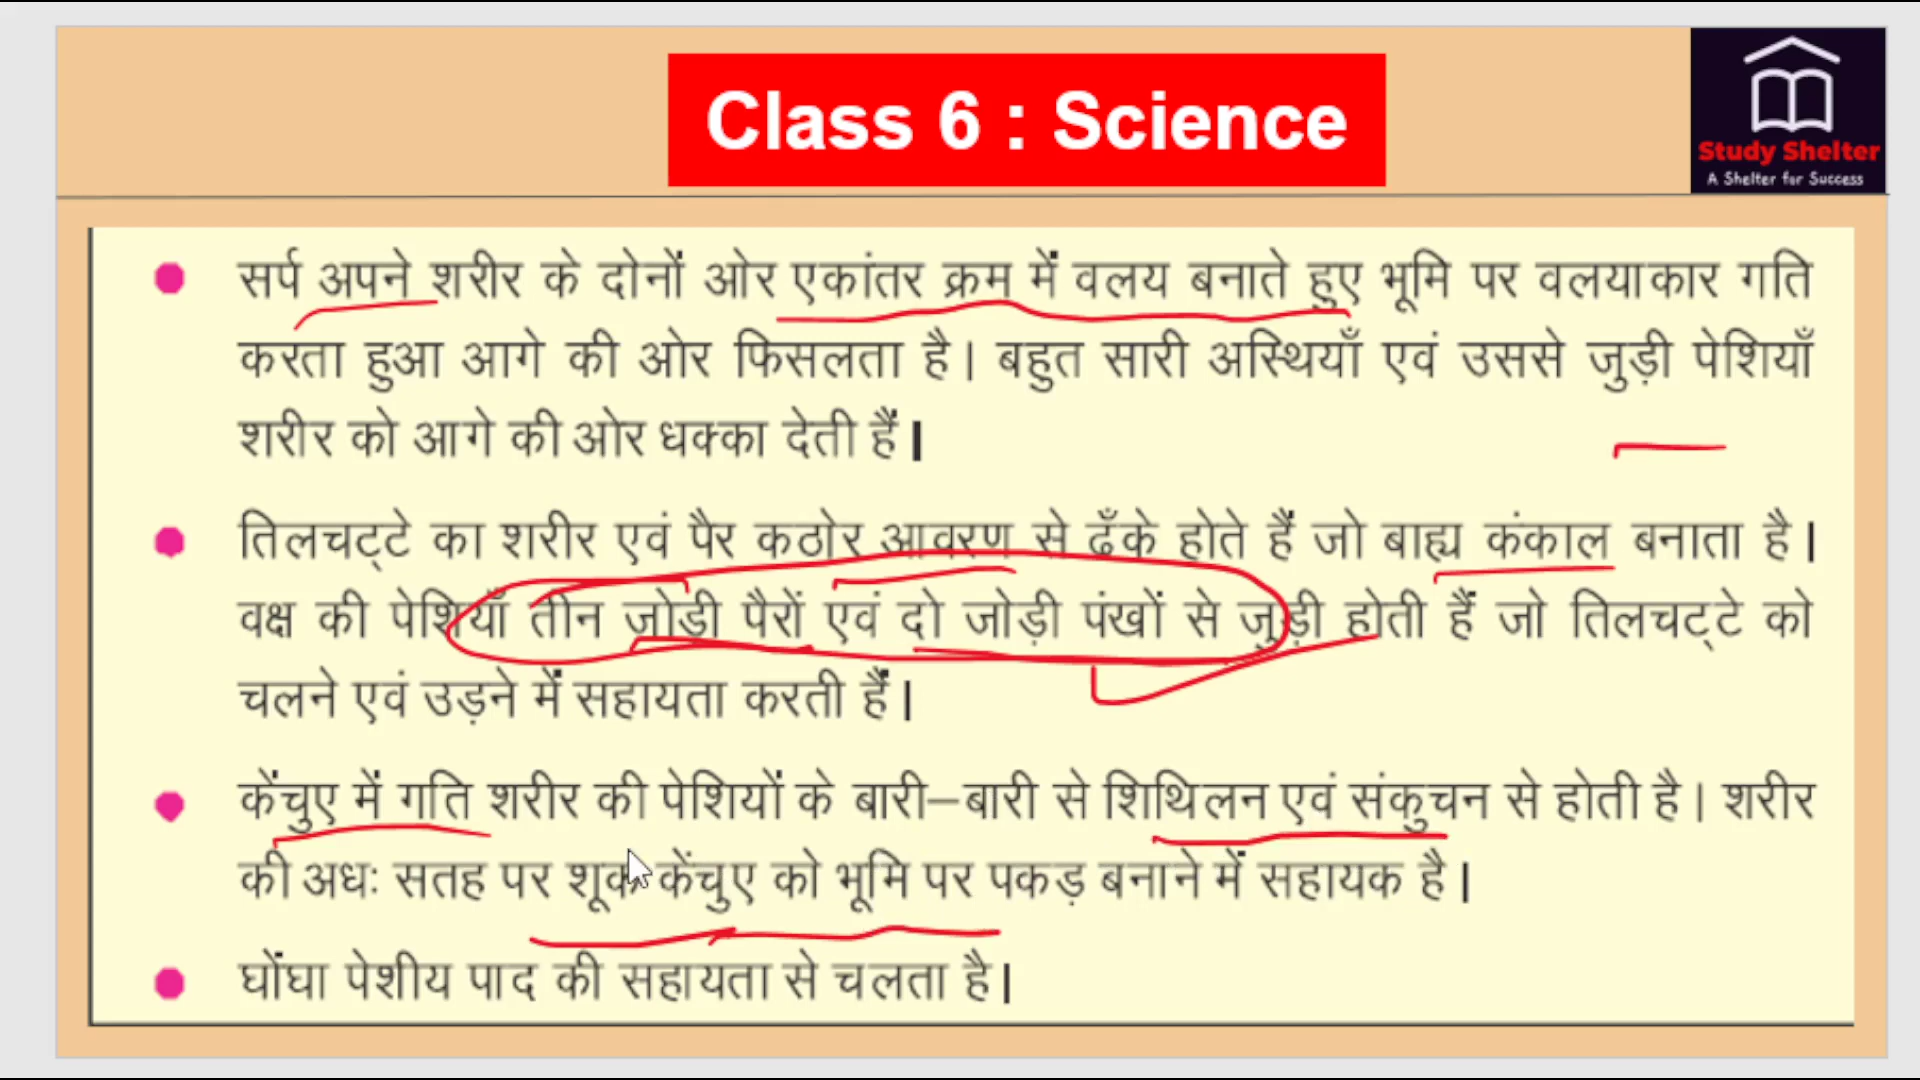 Class 6 : Science
Study Shelter
A Shelter for Success
सर्प अपने शरीर के दोनों ओर एकांतर क्रम में वलय बनाते हुए भूमि पर वलयाकार गति
करता हुआ आगे की ओर फिसलता है। बहुत सारी अस्थियाँ एवं उससे जुड़ी पेशियाँ
शरीर को आगे की ओर धक्का देती हैं।
तिलचट्टे का शरीर एवं पैर कठोर आवरण से ढँके होते हैं जो बाह्य कंकाल बनाता है।
वक्ष की पेशियाँ तीन जोड़ी पैरों एवं दो जोड़ी पंखों से जुड़ी होती हैं जो तिलचट्टे को
चलने एवं उड़ने में सहायता करती हैं।
केंचुए में गति शरीर की पेशियों के बारी–बारी से शिथिलन एवं संकुचन से होती है। शरीर
की अधः सतह पर शूक केंचुए को भूमि पर पकड़ बनाने में सहायक है।
घोंघा पेशीय पाद की सहायता से चलता है।